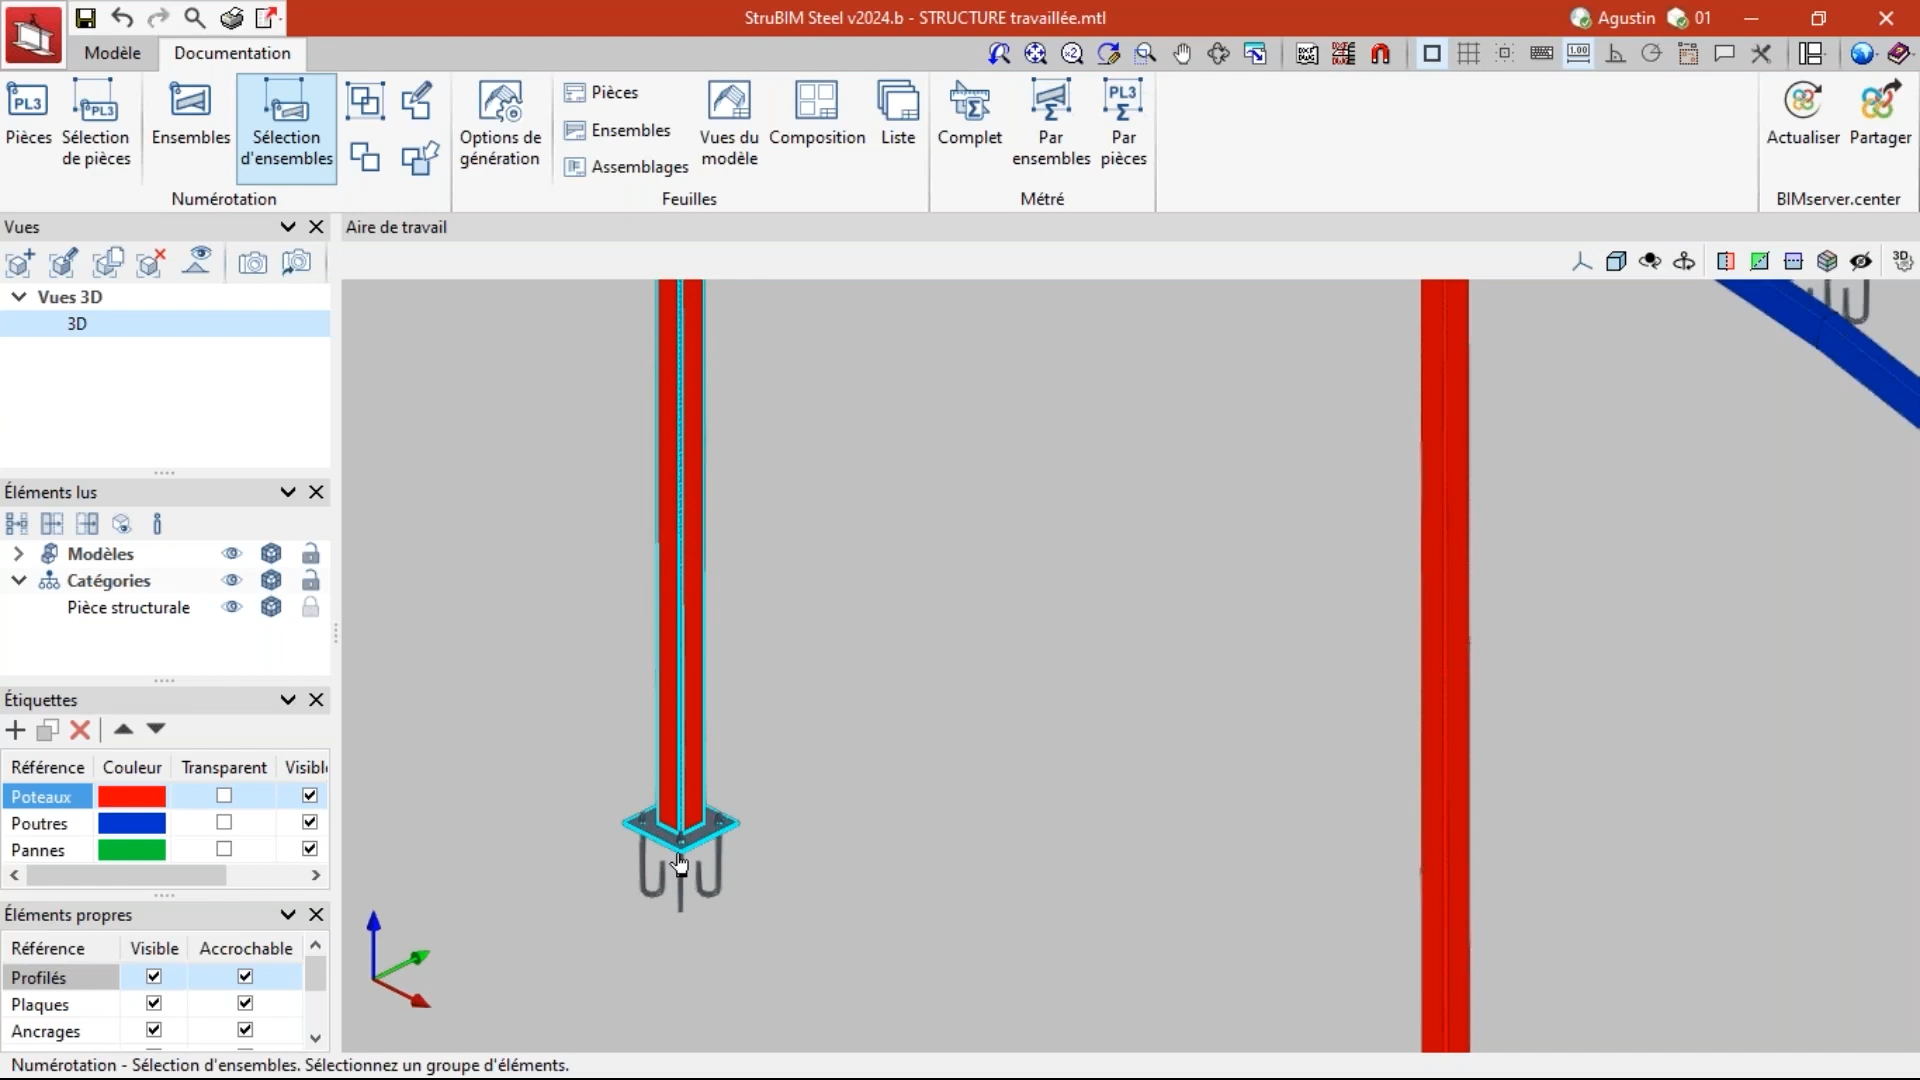 StruBIM Steel v2024.b - STRUCTURE travaillée.mtl
Agustin 01
Modèle Documentation
Pièces
Sélection de pièces
Ensembles
Sélection d'ensembles
Numérotation
Options de génération
Pièces
Ensembles
Assemblages
Vues du modèle
Composition
Liste
Feuilles
Complet
Par ensembles
Par pièces
Métré
Actualiser
Partager
BIMserver.center
Vues
Aire de travail
Vues 3D
3D
Éléments lus
Modèles
Catégories
Pièce structurale
Étiquettes
Référence Couleur Transparent Visibl
Poteaux
Poutres
Pannes
Éléments propres
Référence Visible Accrochable
Profilés
Plaques
Ancrages
Numérotation - Sélection d'ensembles. Sélectionnez un groupe d'éléments.